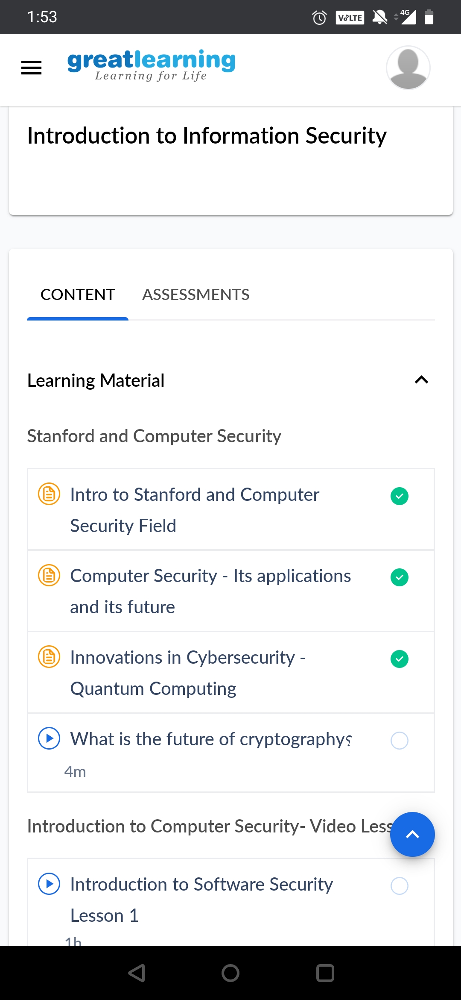 1:53
VoLTE
4G
greatlearning
Learning for Life
Introduction to Information Security
CONTENT
ASSESSMENTS
Learning Material
Stanford and Computer Security
Intro to Stanford and Computer
Security Field
Computer Security - Its applications
and its future
Innovations in Cybersecurity -
Quantum Computing
What is the future of cryptography?
4m
Introduction to Computer Security- Video Less
Introduction to Software Security
Lesson 1
1h